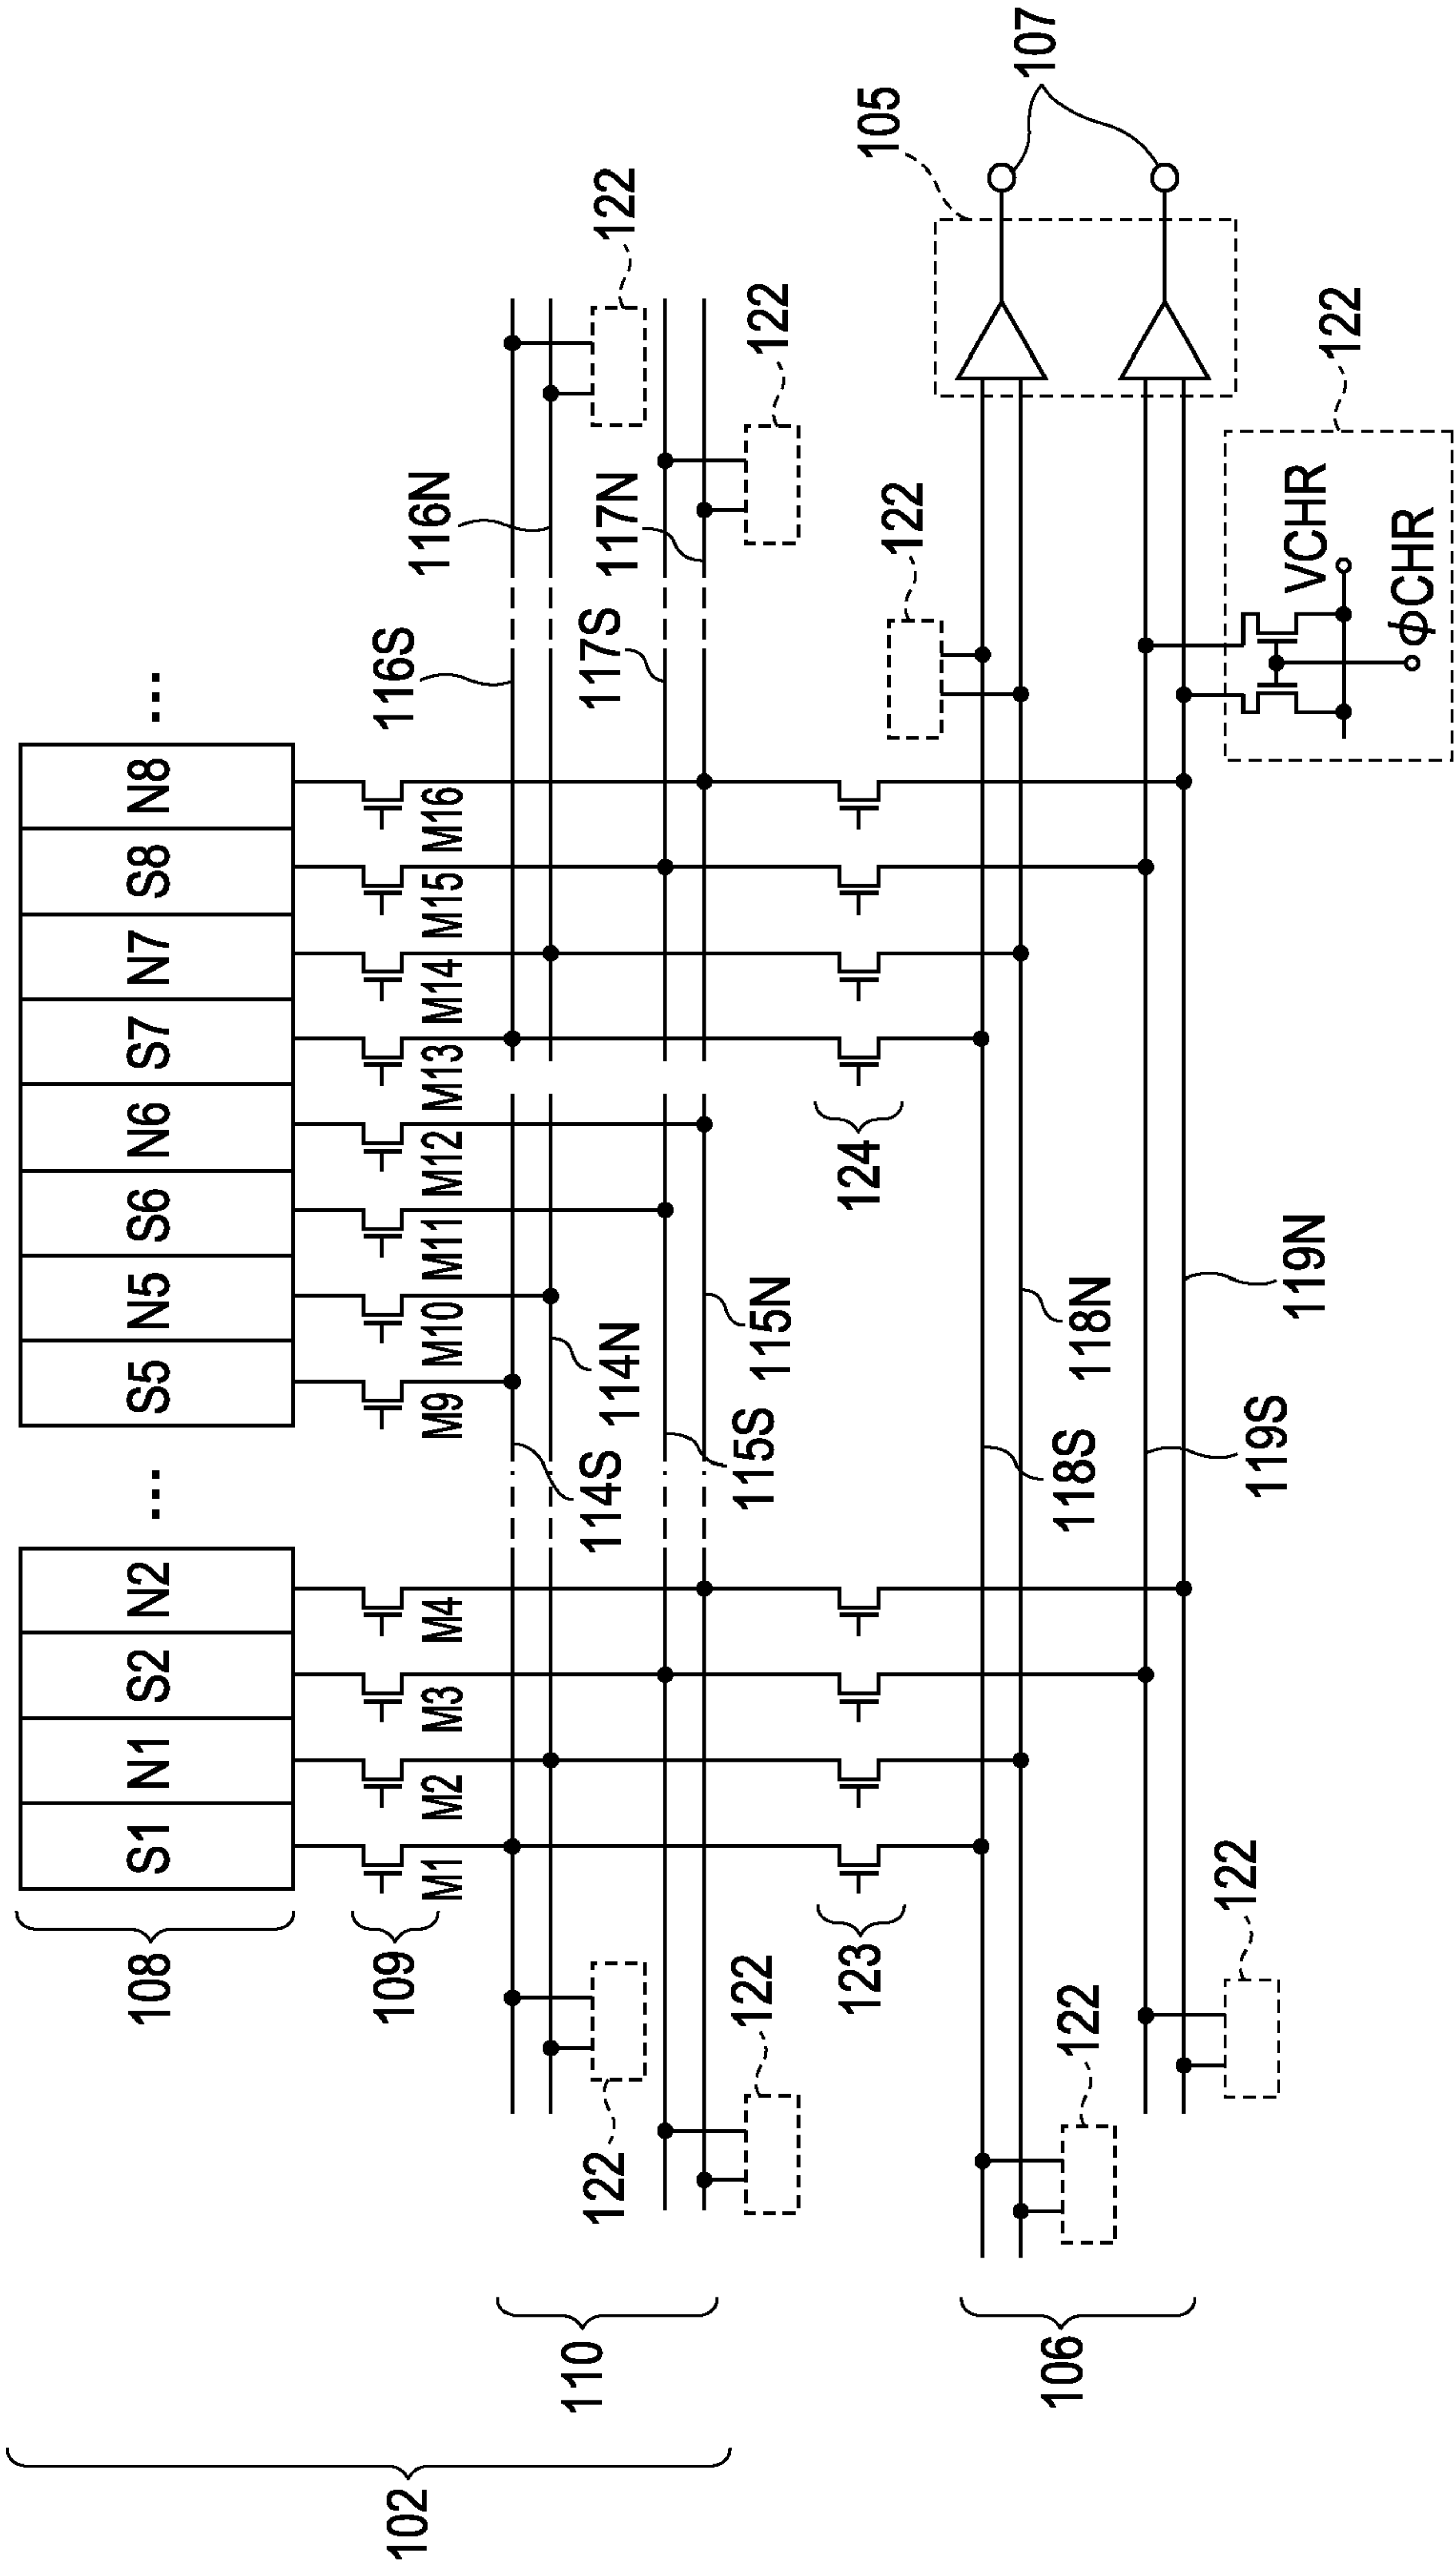 102
108
S1
N1
S2
N2
...
S5
N5
S6
N6
S7
N7
S8
N8
...
109
M1
M2
M3
M4
M9
M10
M11
M12
M13
M14
M15
M16
116S
116N
110
122
114S
114N
117S
117N
122
122
115S
115N
122
123
124
122
105
107
106
122
118S
118N
122
119S
119N
122
VCHR
ϕCHR